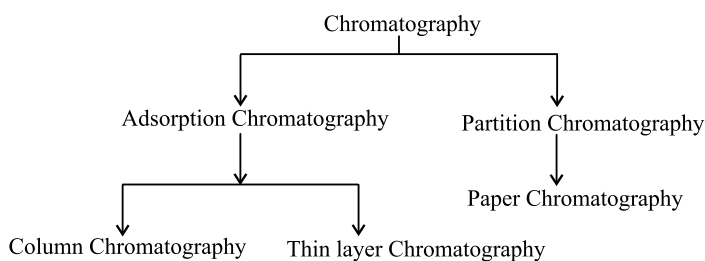 Chromatography
Adsorption Chromatography
Partition Chromatography
Paper Chromatography
Column Chromatography
Thin layer Chromatography